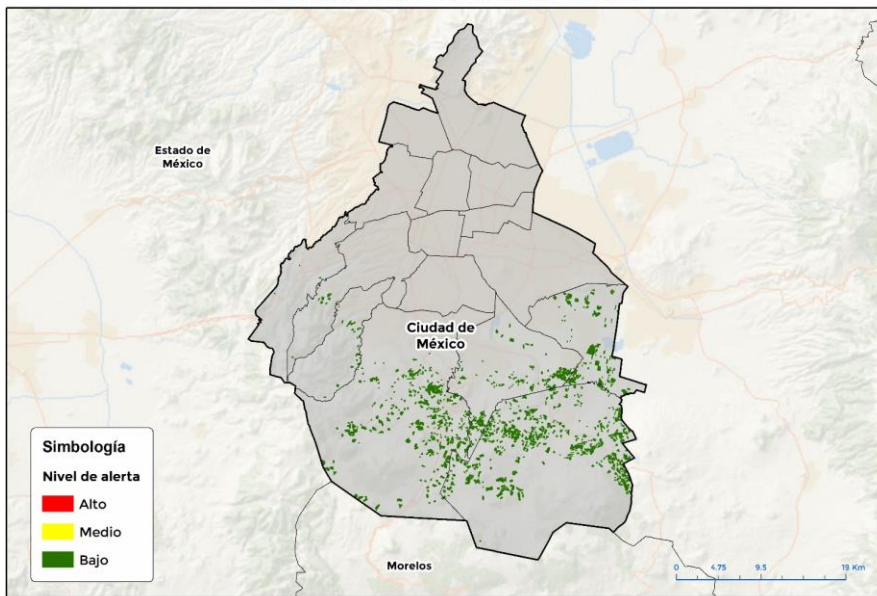 Estado de
México
Ciudad de
México
Simbología
Nivel de alerta
Alto
Medio
Bajo
Morelos
0 4.75 9.5 19 Km